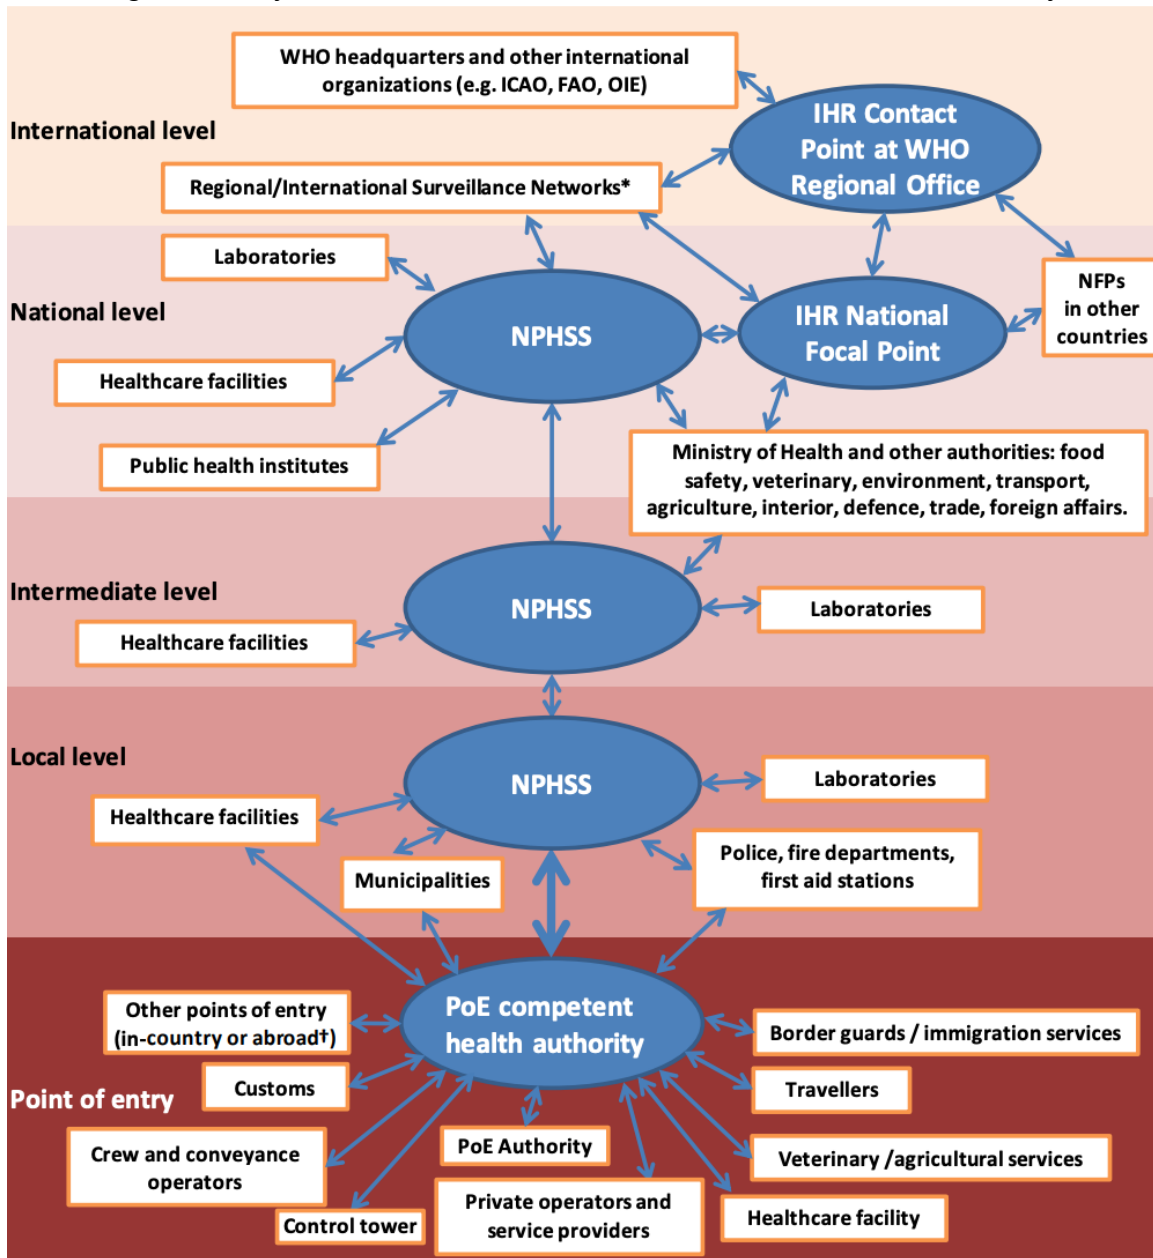 WHO headquarters and other international
organizations (e.g. ICAO, FAO, OIE)
IHR Contact
Point at WHO
Regional Office
International level
Regional/International Surveillance Networks*
Laboratories
NFPs
in other
countries
National level
NPHSS
IHR National
Focal Point
Healthcare facilities
Public health institutes
Ministry of Health and other authorities: food
safety, veterinary, environment, transport,
agriculture, interior, defence, trade, foreign affairs.
Intermediate level
NPHSS
Laboratories
Healthcare facilities
Local level
NPHSS
Laboratories
Healthcare facilities
Municipalities
Police, fire departments,
first aid stations
PoE competent
health authority
Other points of entry
(in-country or abroad†)
Border guards / immigration services
Customs
Travellers
Point of entry
Crew and conveyance
operators
PoE Authority
Veterinary /agricultural services
Control tower
Private operators and
service providers
Healthcare facility